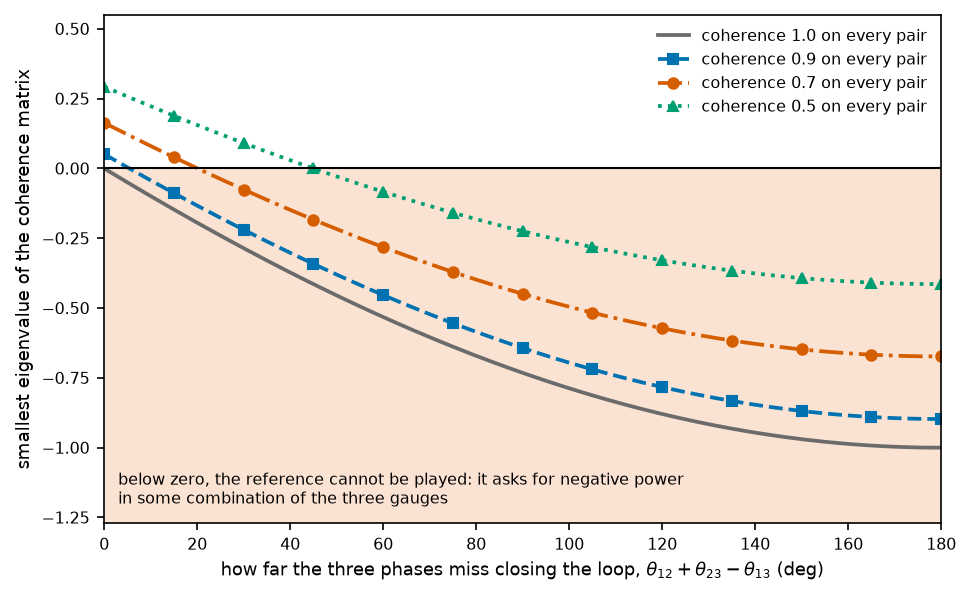 0.50
0.25
0.00
−0.25
−0.50
−0.75
−1.00
−1.25
smallest eigenvalue of the coherence matrix
coherence 1.0 on every pair
coherence 0.9 on every pair
coherence 0.7 on every pair
coherence 0.5 on every pair
below zero, the reference cannot be played: it asks for negative power
in some combination of the three gauges
0 20 40 60 80 100 120 140 160 180
how far the three phases miss closing the loop, θ₁₂ + θ₂₃ − θ₁₃ (deg)